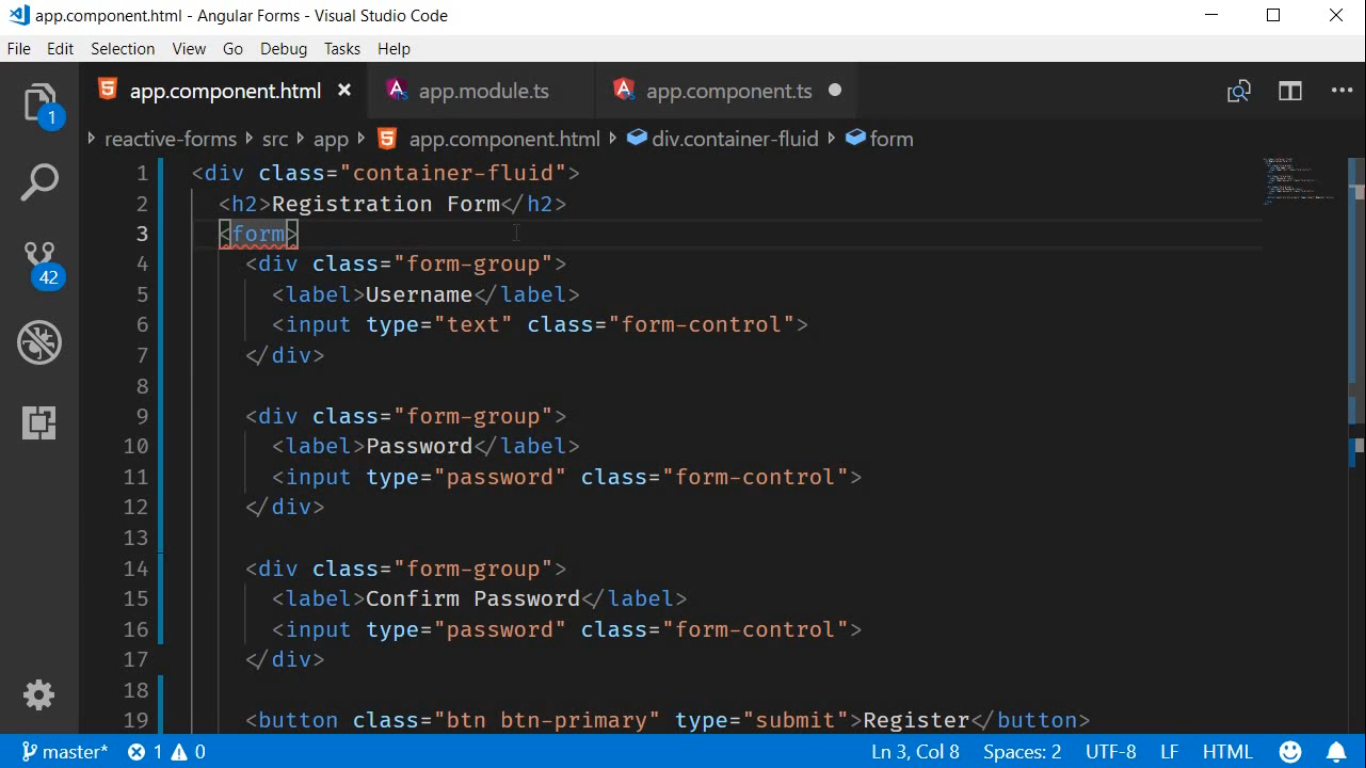 app.component.html - Angular Forms - Visual Studio Code
File Edit Selection View Go Debug Tasks Help
app.component.html app.module.ts app.component.ts
1
reactive-forms src app app.component.html div.container-fluid form
1 <div class="container-fluid">
2 <h2>Registration Form</h2>
3 <form>
4 <div class="form-group">
42
5 <label>Username</label>
6 <input type="text" class="form-control">
7 </div>
8
9 <div class="form-group">
10 <label>Password</label>
11 <input type="password" class="form-control">
12 </div>
13
14 <div class="form-group">
15 <label>Confirm Password</label>
16 <input type="password" class="form-control">
17 </div>
18
19 <button class="btn btn-primary" type="submit">Register</button>
master* 1 0 Ln 3, Col 8 Spaces: 2 UTF-8 LF HTML